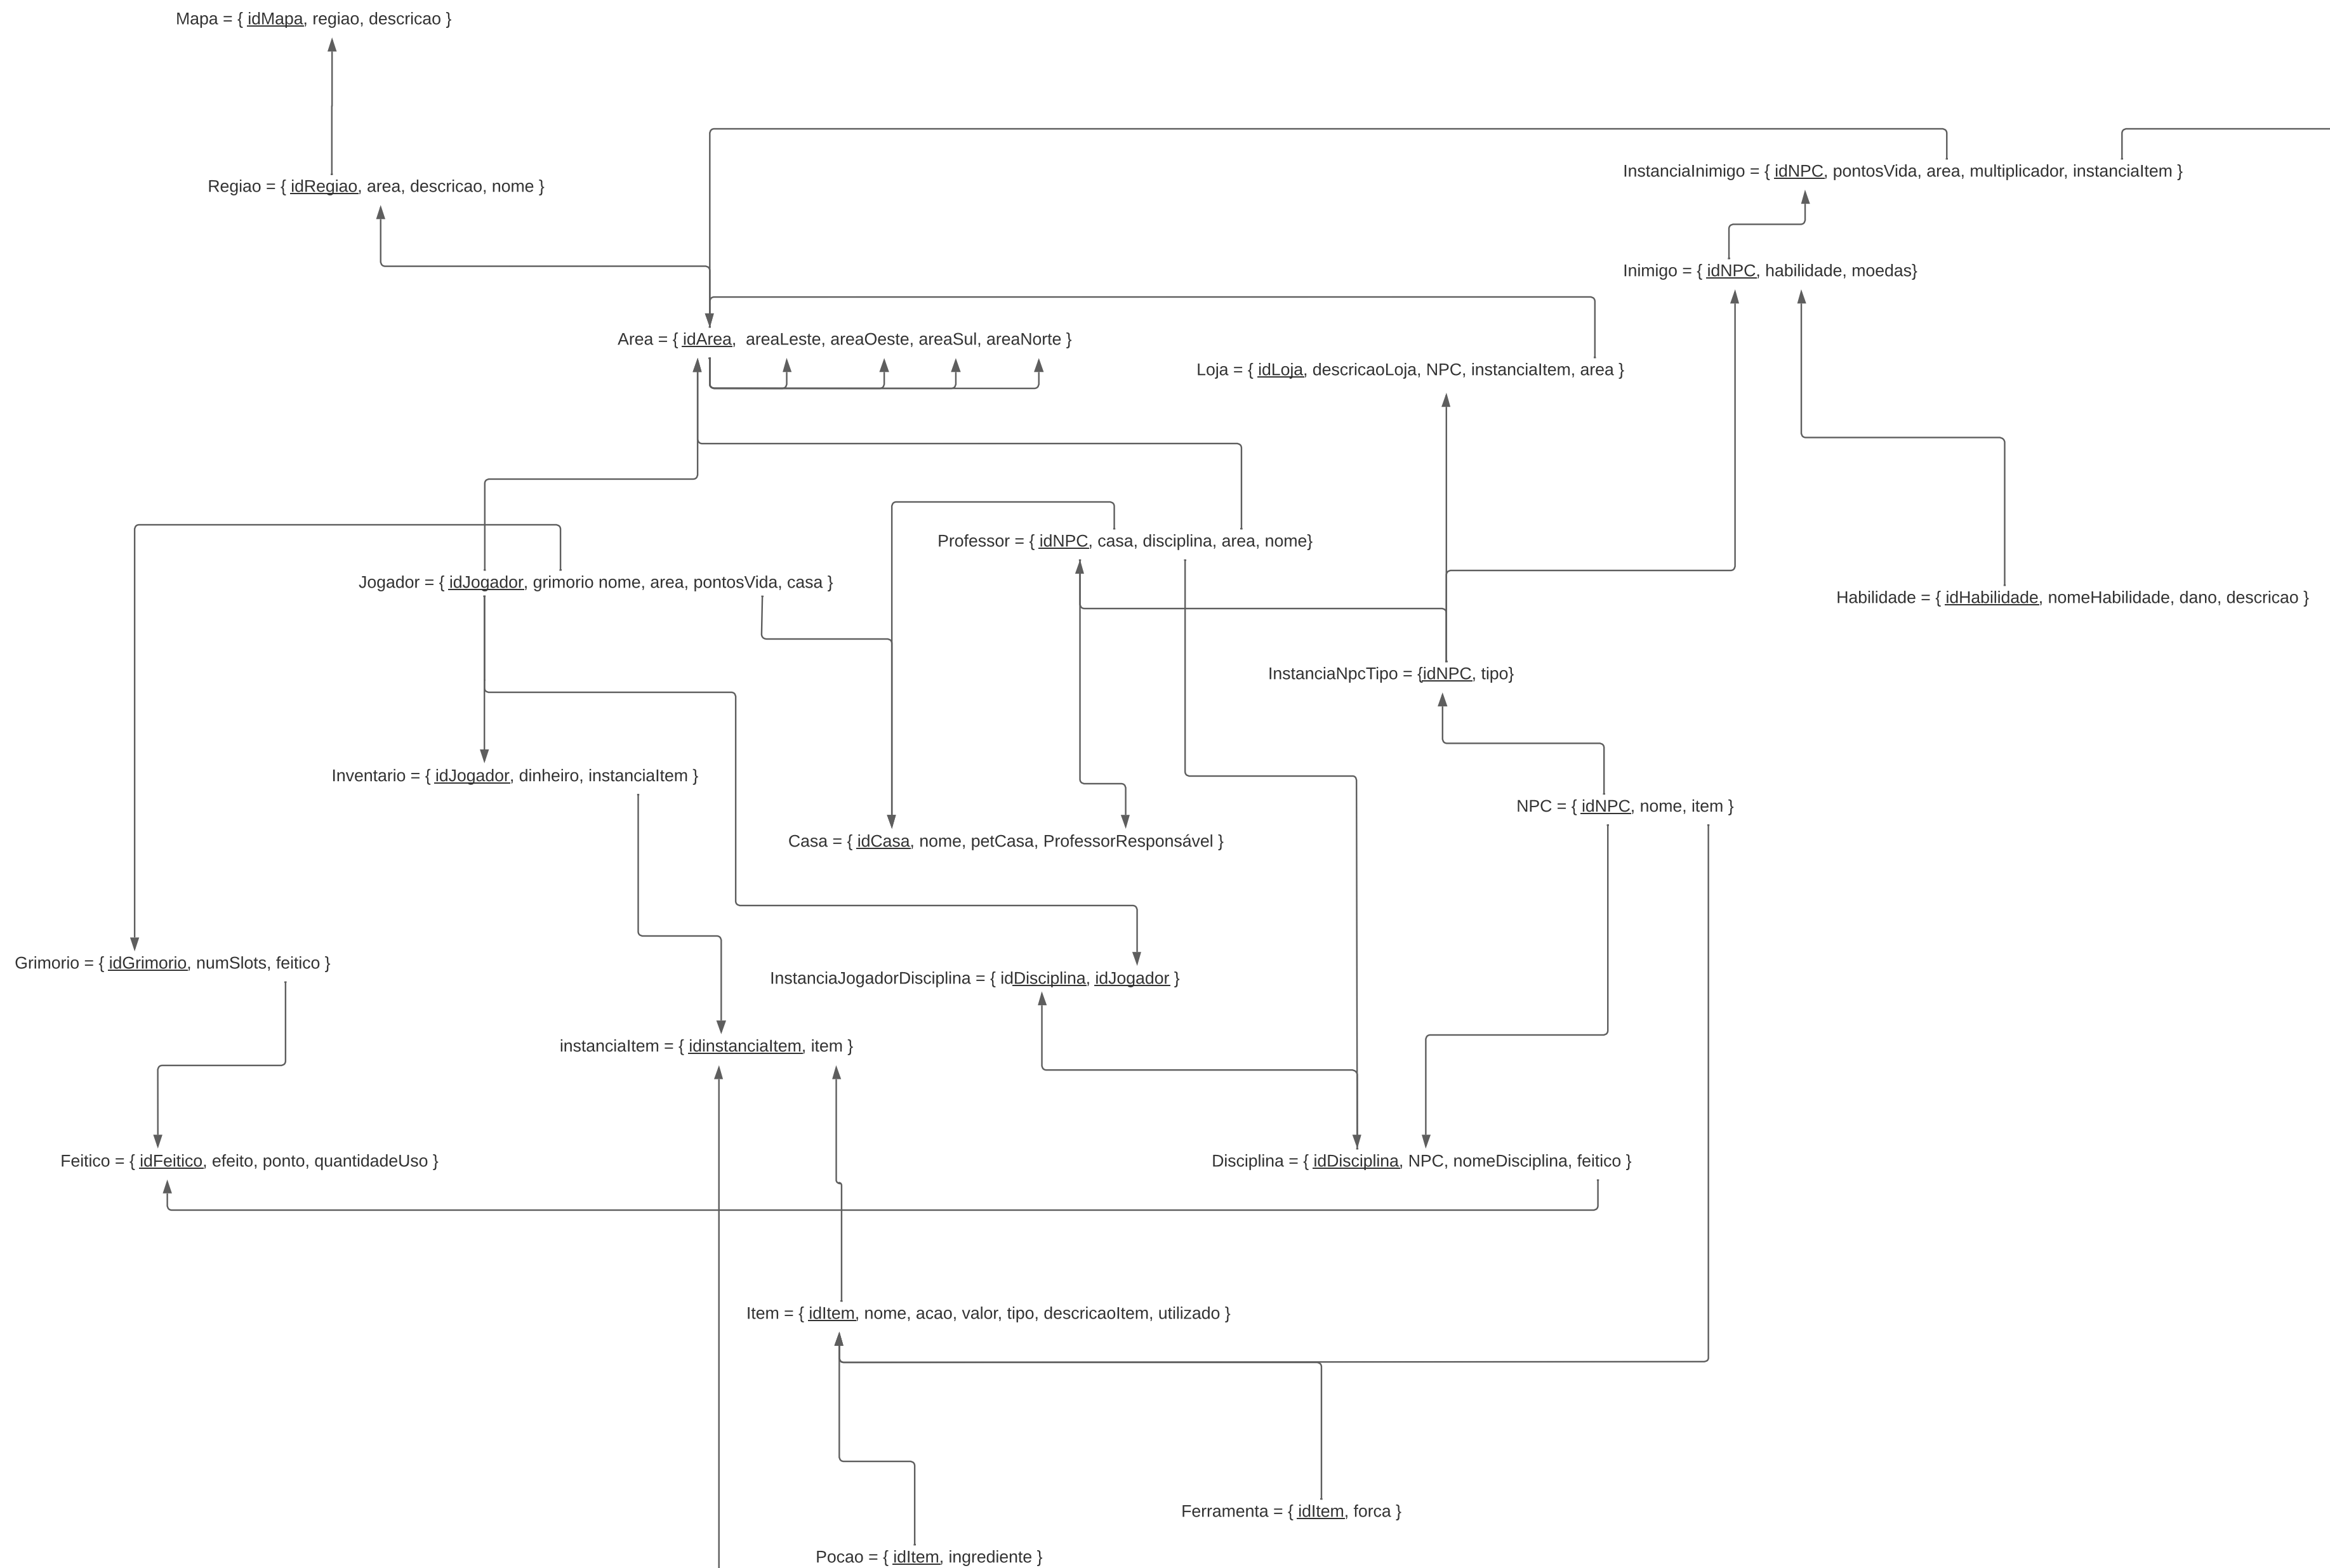 Mapa = { idMapa, regiao, descricao }
InstanciaInimigo = { idNPC, pontosVida, area, multiplicador, instanciaItem }
Regiao = { idRegiao, area, descricao, nome }
Inimigo = { idNPC, habilidade, moedas}
Area = { idArea,  areaLeste, areaOeste, areaSul, areaNorte }
Loja = { idLoja, descricaoLoja, NPC, instanciaItem, area }
Professor = { idNPC, casa, disciplina, area, nome}
Jogador = { idJogador, grimorio nome, area, pontosVida, casa }
Habilidade = { idHabilidade, nomeHabilidade, dano, descricao }
InstanciaNpcTipo = {idNPC, tipo}
Inventario = { idJogador, dinheiro, instanciaItem }
NPC = { idNPC, nome, item }
Casa = { idCasa, nome, petCasa, ProfessorResponsável }
Grimorio = { idGrimorio, numSlots, feitico }
InstanciaJogadorDisciplina = { idDisciplina, idJogador }
instanciaItem = { idinstanciaItem, item }
Feitico = { idFeitico, efeito, ponto, quantidadeUso }
Disciplina = { idDisciplina, NPC, nomeDisciplina, feitico }
Item = { idItem, nome, acao, valor, tipo, descricaoItem, utilizado }
Ferramenta = { idItem, forca }
Pocao = { idItem, ingrediente }